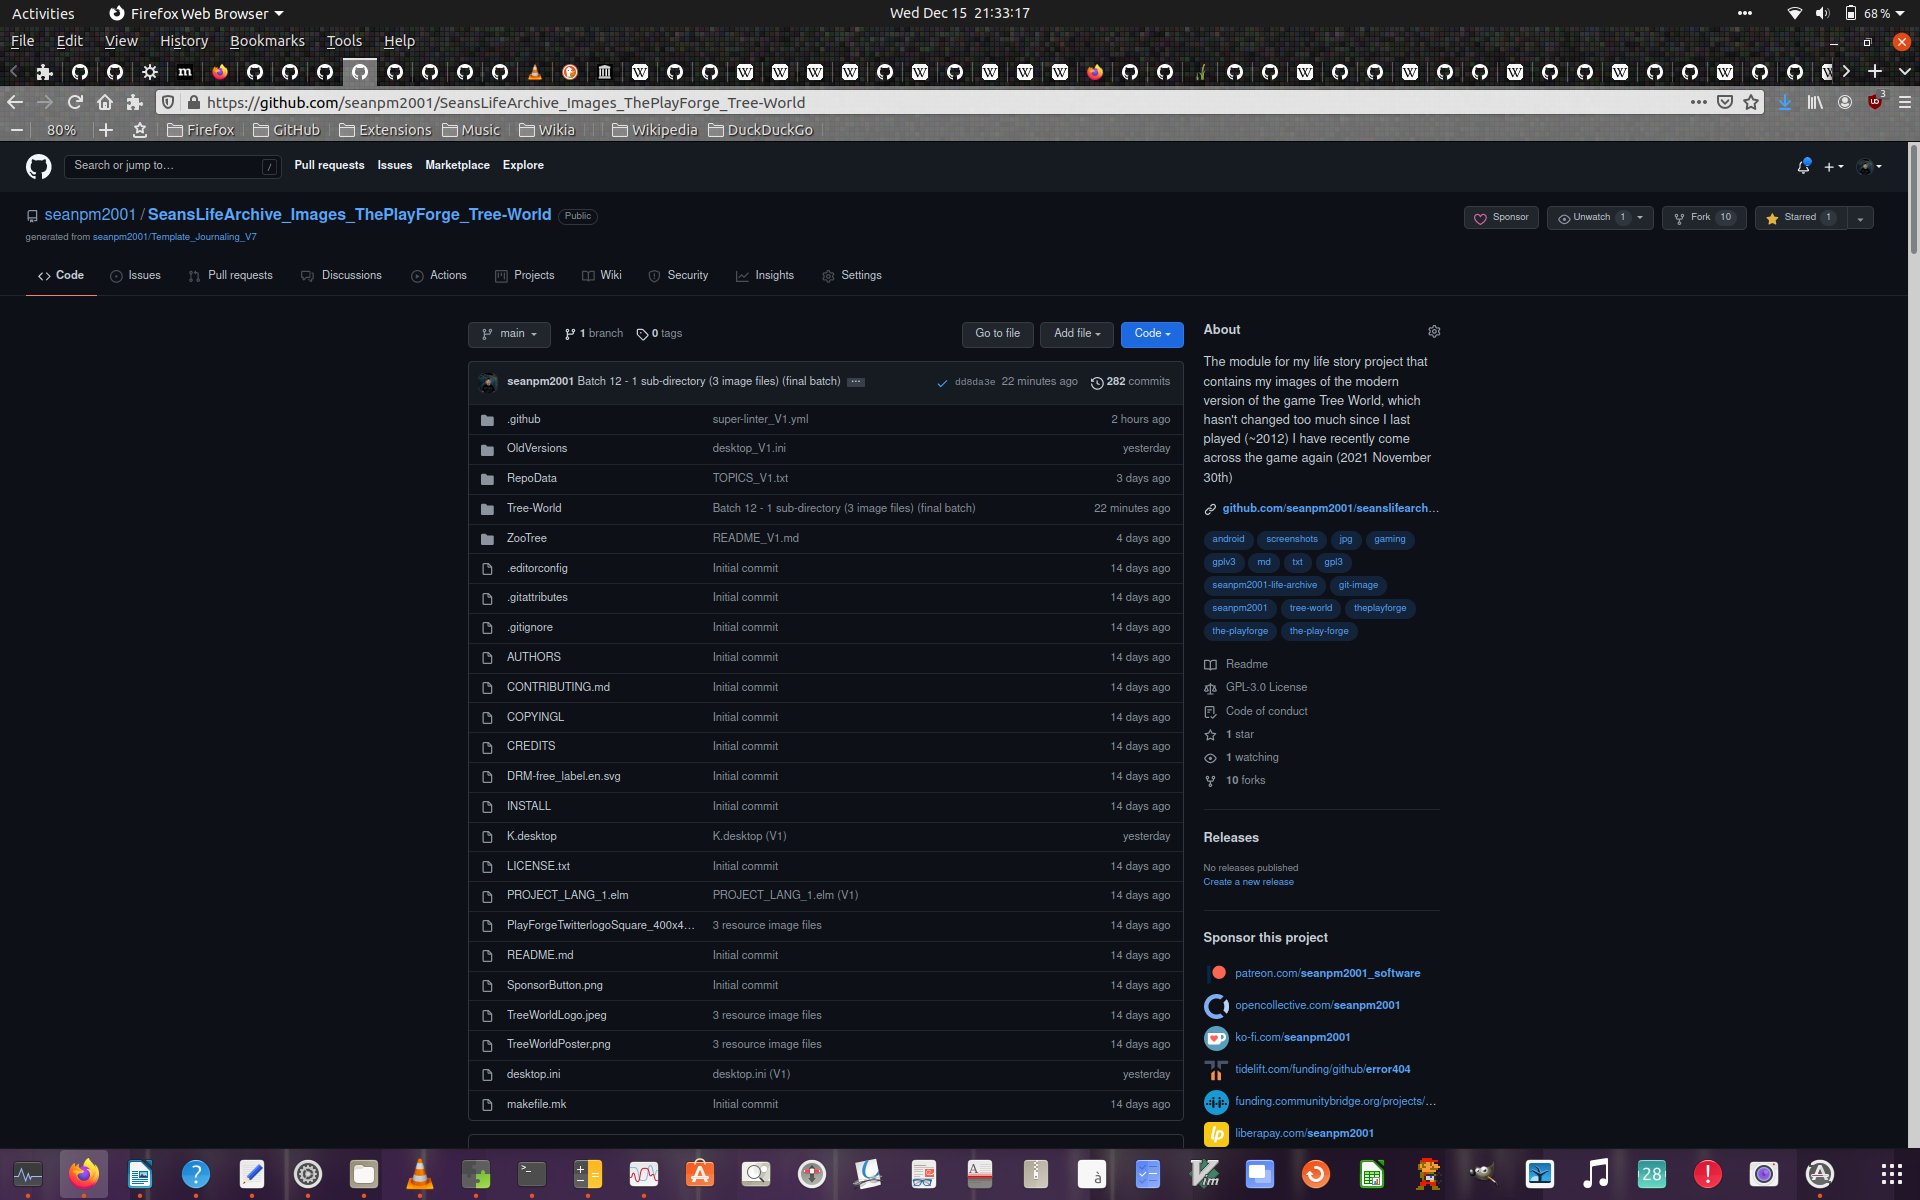 Activities
Firefox Web Browser
Wed Dec 15 21:33:17
68 %
File Edit View History Bookmarks Tools Help
https://github.com/seanpm2001/SeansLifeArchive_Images_ThePlayForge_Tree-World
3
80%
Firefox GitHub Extensions Music Wikia Wikipedia DuckDuckGo
Search or jump to… /
Pull requests Issues Marketplace Explore
seanpm2001 / SeansLifeArchive_Images_ThePlayForge_Tree-World Public
generated from seanpm2001/Template_Journaling_V7
Sponsor Unwatch 1 Fork 10 Starred 1
Code Issues Pull requests Discussions Actions Projects Wiki Security Insights Settings
main 1 branch 0 tags Go to file Add file Code
seanpm2001 Batch 12 - 1 sub-directory (3 image files) (final batch) dd8da3e 22 minutes ago 282 commits
.github super-linter_V1.yml 2 hours ago
OldVersions desktop_V1.ini yesterday
RepoData TOPICS_V1.txt 3 days ago
Tree-World Batch 12 - 1 sub-directory (3 image files) (final batch) 22 minutes ago
ZooTree README_V1.md 4 days ago
.editorconfig Initial commit 14 days ago
.gitattributes Initial commit 14 days ago
.gitignore Initial commit 14 days ago
AUTHORS Initial commit 14 days ago
CONTRIBUTING.md Initial commit 14 days ago
COPYINGL Initial commit 14 days ago
CREDITS Initial commit 14 days ago
DRM-free_label.en.svg Initial commit 14 days ago
INSTALL Initial commit 14 days ago
K.desktop K.desktop (V1) yesterday
LICENSE.txt Initial commit 14 days ago
PROJECT_LANG_1.elm PROJECT_LANG_1.elm (V1) 14 days ago
PlayForgeTwitterlogoSquare_400x4… 3 resource image files 14 days ago
README.md Initial commit 14 days ago
SponsorButton.png Initial commit 14 days ago
TreeWorldLogo.jpeg 3 resource image files 14 days ago
TreeWorldPoster.png 3 resource image files 14 days ago
desktop.ini desktop.ini (V1) yesterday
makefile.mk Initial commit 14 days ago
About
The module for my life story project that
contains my images of the modern
version of the game Tree World, which
hasn't changed too much since I last
played (~2012) I have recently come
across the game again (2021 November
30th)
github.com/seanpm2001/seanslifearch…
android screenshots jpg gaming
gplv3 md txt gpl3
seanpm2001-life-archive git-image
seanpm2001 tree-world theplayforge
the-playforge the-play-forge
Readme
GPL-3.0 License
Code of conduct
1 star
1 watching
10 forks
Releases
No releases published
Create a new release
Sponsor this project
patreon.com/seanpm2001_software
opencollective.com/seanpm2001
ko-fi.com/seanpm2001
tidelift.com/funding/github/error404
funding.communitybridge.org/projects/…
liberapay.com/seanpm2001
28